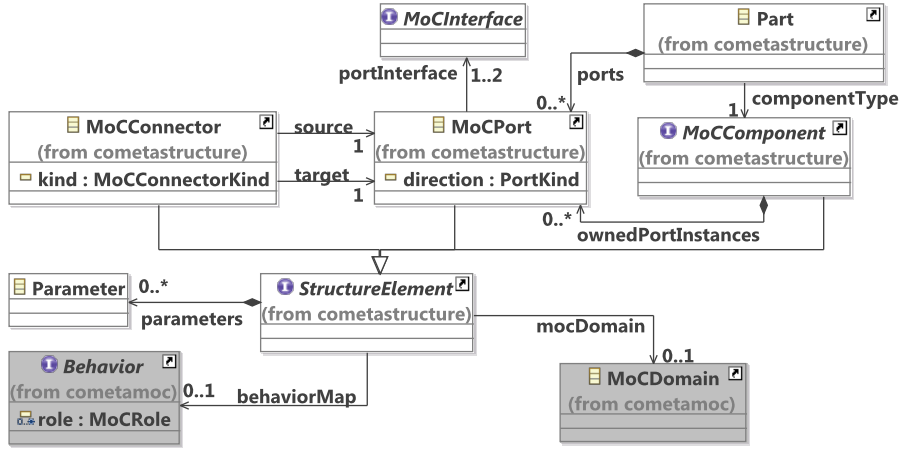 MoCInterface
Part
(from cometastructure)
portInterface
1..2
ports
0..*
componentType
1
MoCConnector
(from cometastructure)
kind : MoCConnectorKind
source
1
target
1
MoCPort
(from cometastructure)
direction : PortKind
MoCComponent
(from cometastructure)
0..*
ownedPortInstances
Parameter
0..*
parameters
StructureElement
(from cometastructure)
mocDomain
0..1
Behavior
(from cometamoc)
0..* role : MoCRole
0..1
behaviorMap
MoCDomain
(from cometamoc)